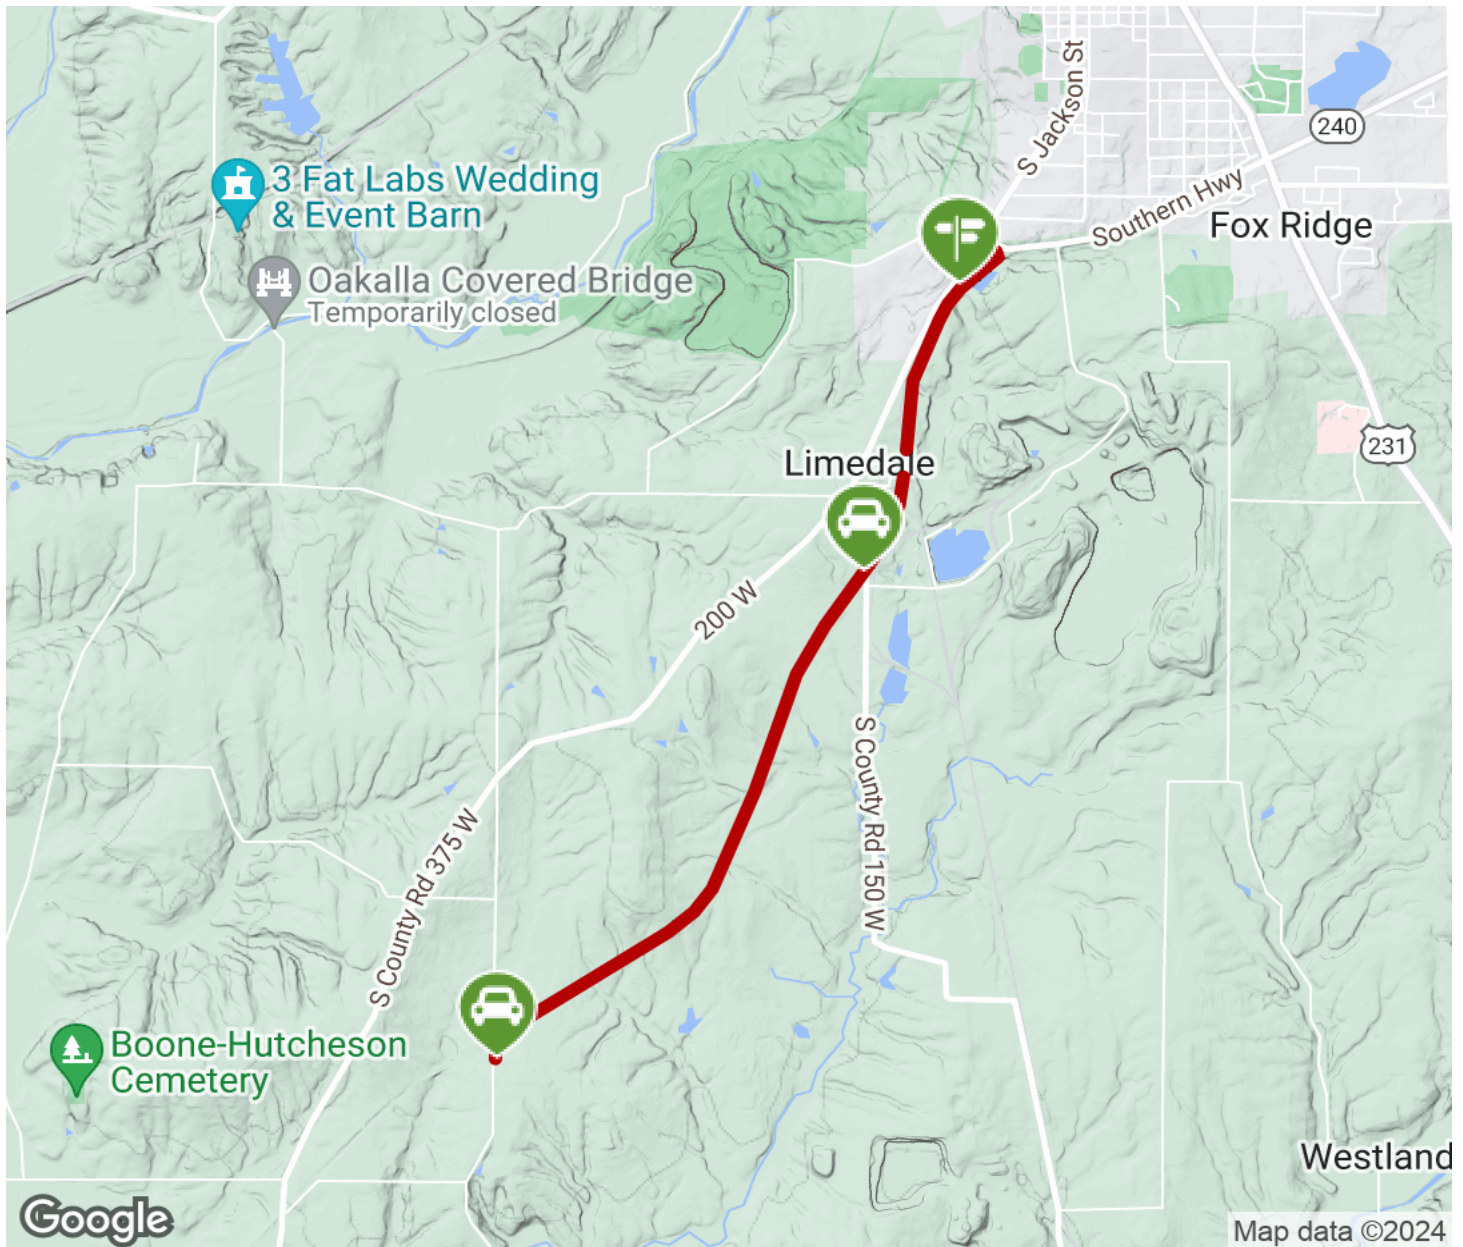 S Jackson St
240
3 Fat Labs Wedding
& Event Barn
Southern Hwy
Fox Ridge
Oakalla Covered Bridge
Temporarily closed
231
Limedale
200 W
S County Rd 375 W
S County Rd 150 W
Boone-Hutcheson
Cemetery
Westland
Google
Map data ©2024